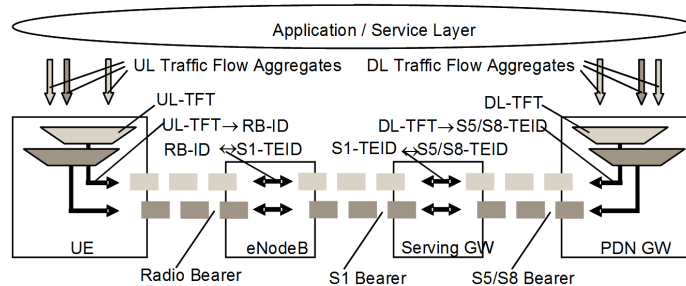 Application / Service Layer
UL Traffic Flow Aggregates
DL Traffic Flow Aggregates
UL-TFT
DL-TFT
UL-TFT → RB-ID
DL-TFT → S5/S8-TEID
RB-ID ↔ S1-TEID
S1-TEID ↔ S5/S8-TEID
UE
eNodeB
Serving GW
PDN GW
Radio Bearer
S1 Bearer
S5/S8 Bearer